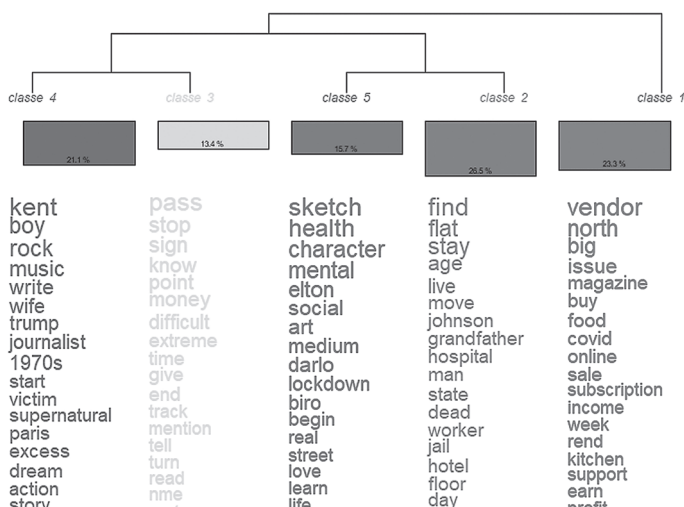 classe 4 classe 3 classe 5 classe 2 classe 1
21.1 % 13.4 % 15.7 % 26.5 % 23.3 %
kent
boy
rock
music
write
wife
trump
journalist
1970s
start
victim
supernatural
paris
excess
dream
action
story
pass
stop
sign
know
point
money
difficult
extreme
time
give
end
track
mention
tell
turn
read
nme
sketch
health
character
mental
elton
social
art
medium
darlo
lockdown
biro
begin
real
street
love
learn
life
find
flat
stay
age
live
move
johnson
grandfather
hospital
man
state
dead
worker
jail
hotel
floor
day
vendor
north
big
issue
magazine
buy
food
covid
online
sale
subscription
income
week
rend
kitchen
support
earn
profit